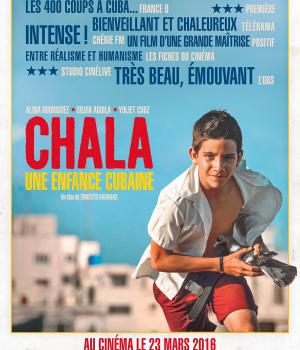 LES 400 COUPS À CUBA... FRANCE 0 ★★★ PREMIÈRE
INTENSE ! BIENVEILLANT ET CHALEUREUX TÉLÉRAMA
CHÉRIE FM UN FILM D'UNE GRANDE MAÎTRISE POSITIF
ENTRE RÉALISME ET HUMANISME LES FICHES DU CINÉMA
★★★ STUDIO CINÉLIVE TRÈS BEAU, ÉMOUVANT L'OBS
ALINA RODRIGUEZ ★ SILVIA AGUILA ★ YULIET CRUZ
CHALA
UNE ENFANCE CUBAINE
Un film de ERNESTO DARANAS
AU CINÉMA LE 23 MARS 2016